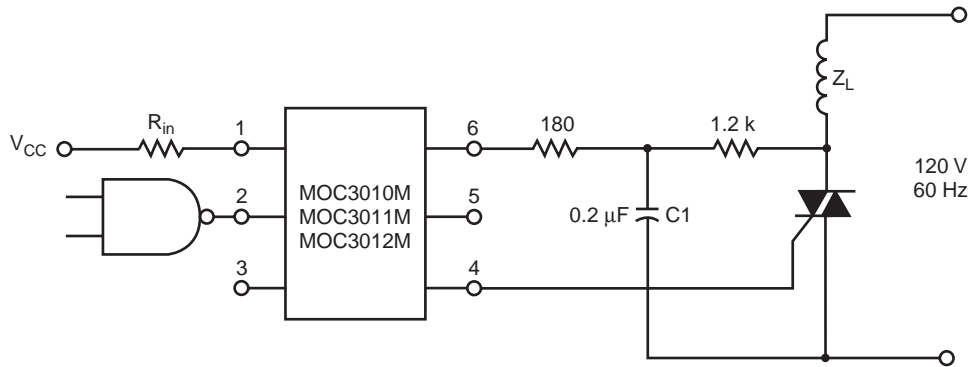 V_CC
R_in
1
2
3
MOC3010M
MOC3011M
MOC3012M
6
5
4
180
1.2 k
0.2 μF
C1
Z_L
120 V
60 Hz